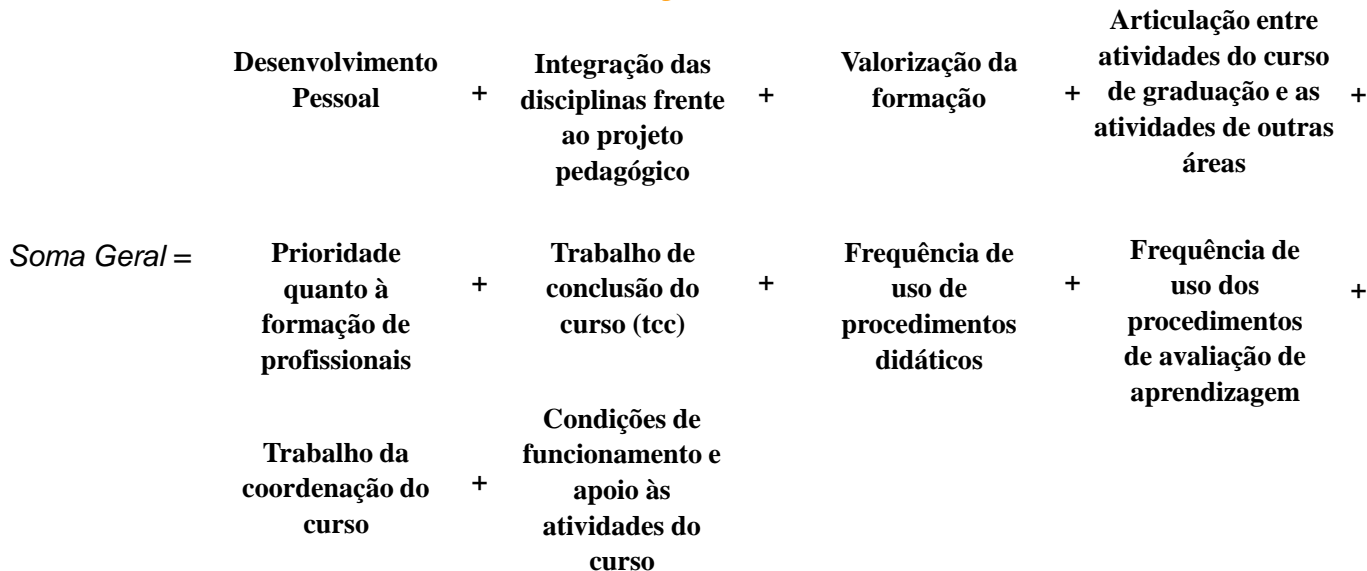 Desenvolvimento
Pessoal
+
Integração das
disciplinas frente
ao projeto
pedagógico
+
Valorização da
formação
+
Articulação entre
atividades do curso
de graduação e as
atividades de outras
áreas
+
Soma Geral =
Prioridade
quanto à
formação de
profissionais
+
Trabalho de
conclusão do
curso (tcc)
+
Frequência de
uso de
procedimentos
didáticos
+
Frequência de
uso dos
procedimentos
de avaliação de
aprendizagem
+
Trabalho da
coordenação do
curso
+
Condições de
funcionamento e
apoio às
atividades do
curso